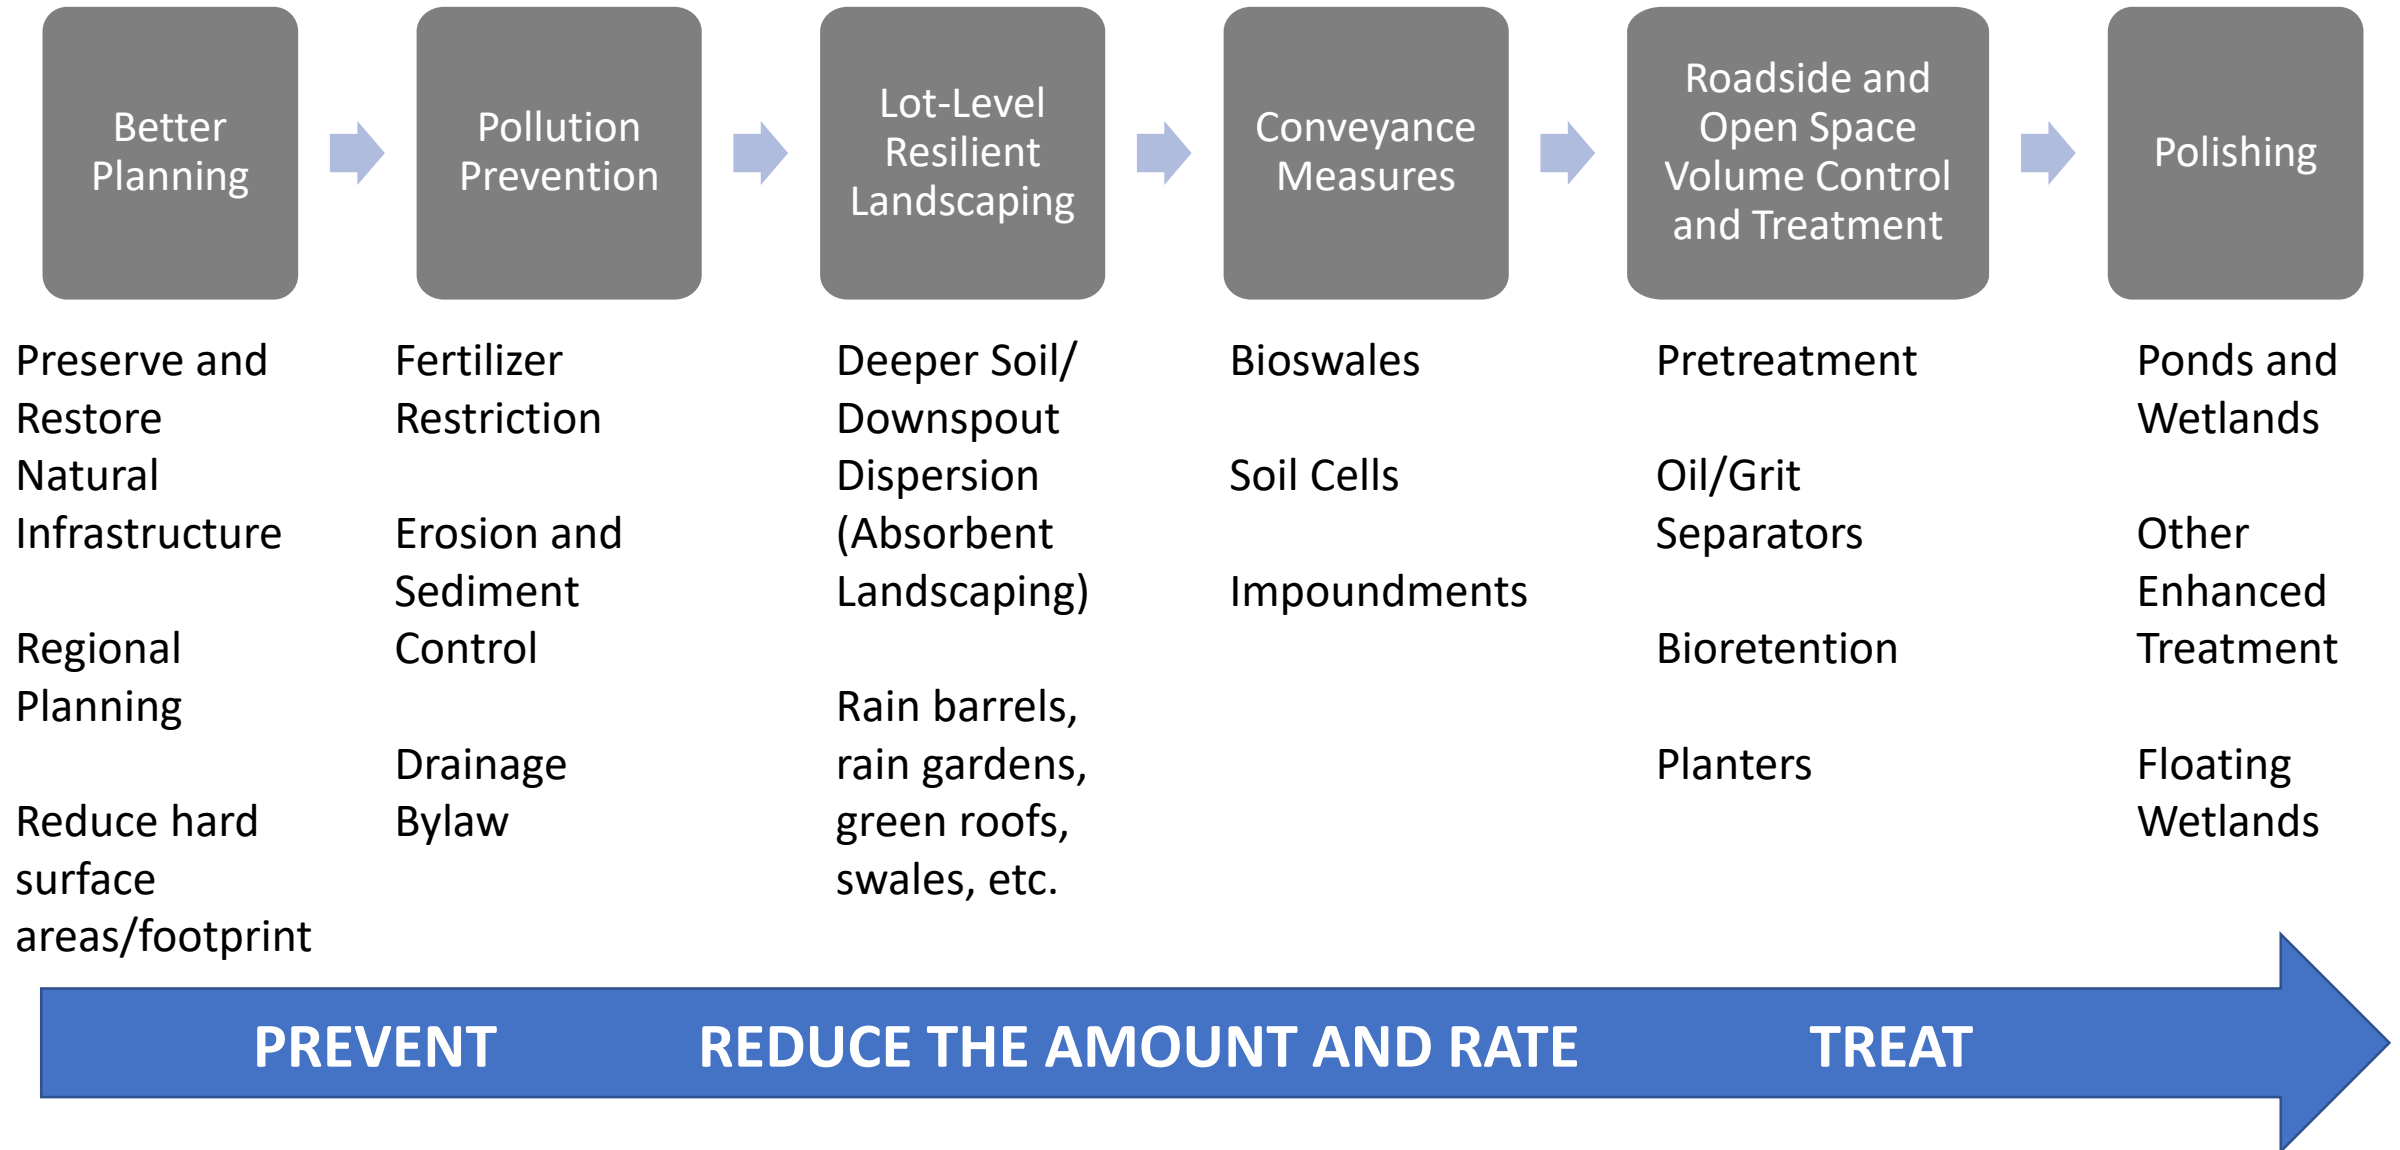 Better
Planning
Pollution
Prevention
Lot-Level
Resilient
Landscaping
Conveyance
Measures
Roadside and
Open Space
Volume Control
and Treatment
Polishing
Preserve and
Restore
Natural
Infrastructure
Regional
Planning
Reduce hard
surface
areas/footprint
Fertilizer
Restriction
Erosion and
Sediment
Control
Drainage
Bylaw
Deeper Soil/
Downspout
Dispersion
(Absorbent
Landscaping)
Rain barrels,
rain gardens,
green roofs,
swales, etc.
Bioswales
Soil Cells
Impoundments
Pretreatment
Oil/Grit
Separators
Bioretention
Planters
Ponds and
Wetlands
Other
Enhanced
Treatment
Floating
Wetlands
PREVENT
REDUCE THE AMOUNT AND RATE
TREAT